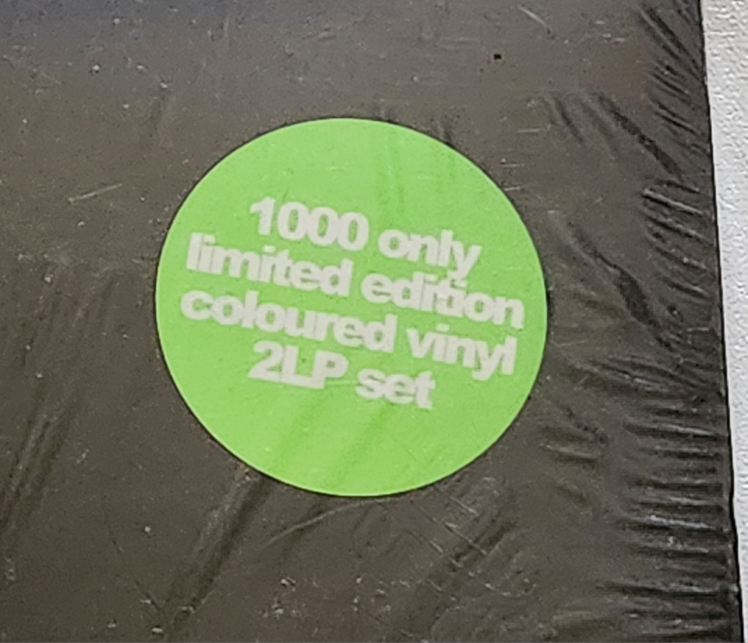 1000 only
limited edition
coloured vinyl
2LP set